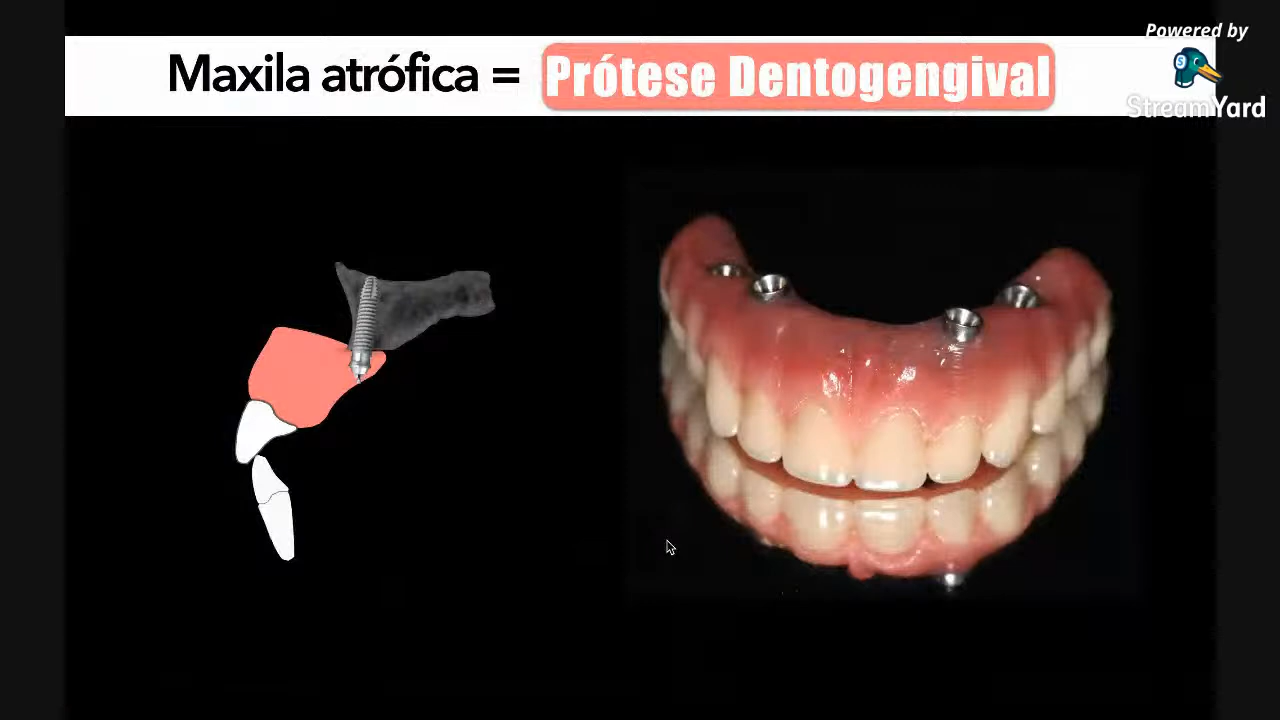 Powered by
Maxila atrófica = Prótese Dentogengival
S
StreamYard